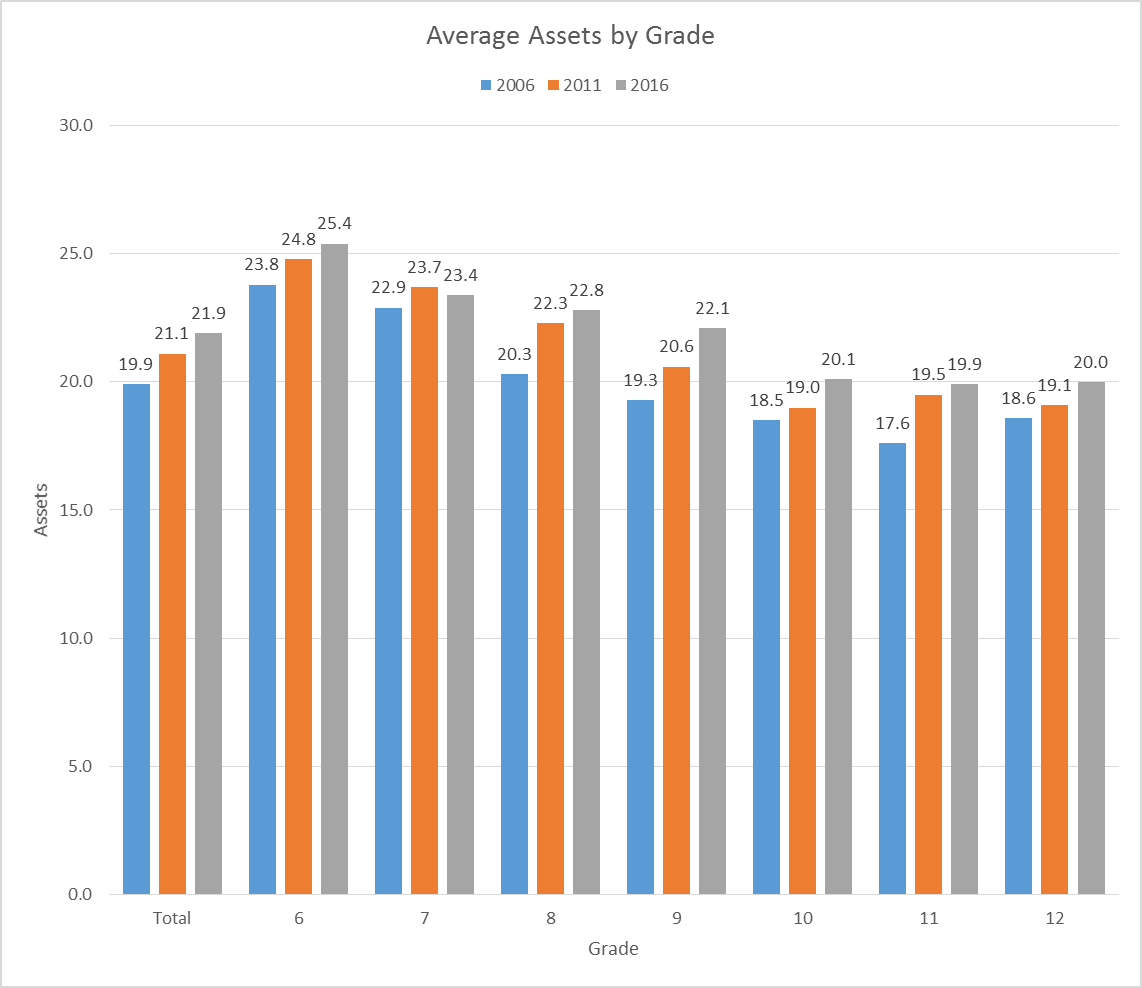 Average Assets by Grade
2006 2011 2016
30.0
25.0
20.0
15.0
10.0
5.0
0.0
Assets
19.9 21.1 21.9
23.8 24.8 25.4
22.9 23.7 23.4
20.3 22.3 22.8
19.3 20.6 22.1
18.5 19.0 20.1
17.6 19.5 19.9
18.6 19.1 20.0
Total 6 7 8 9 10 11 12
Grade